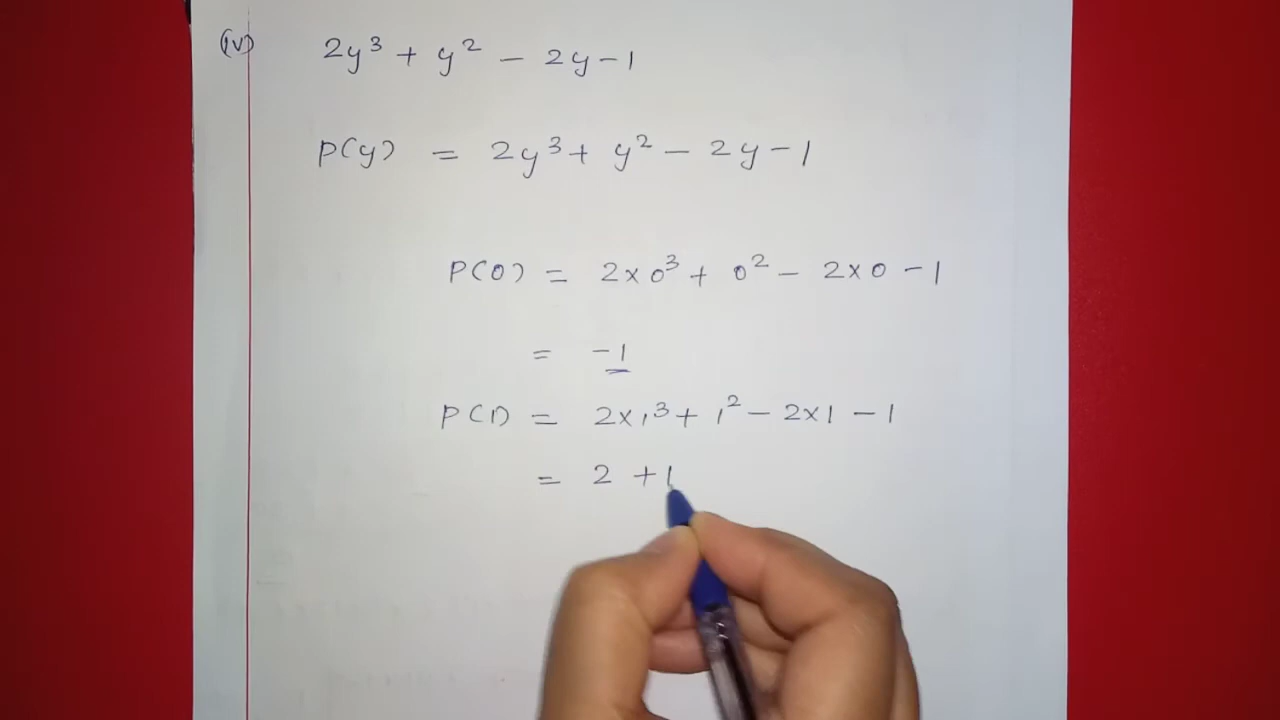 (iv) 2y³ + y² − 2y − 1
P(y) = 2y³ + y² − 2y − 1
P(0) = 2×0³ + 0² − 2×0 − 1
= −1
P(1) = 2×1³ + 1² − 2×1 − 1
= 2 + 1